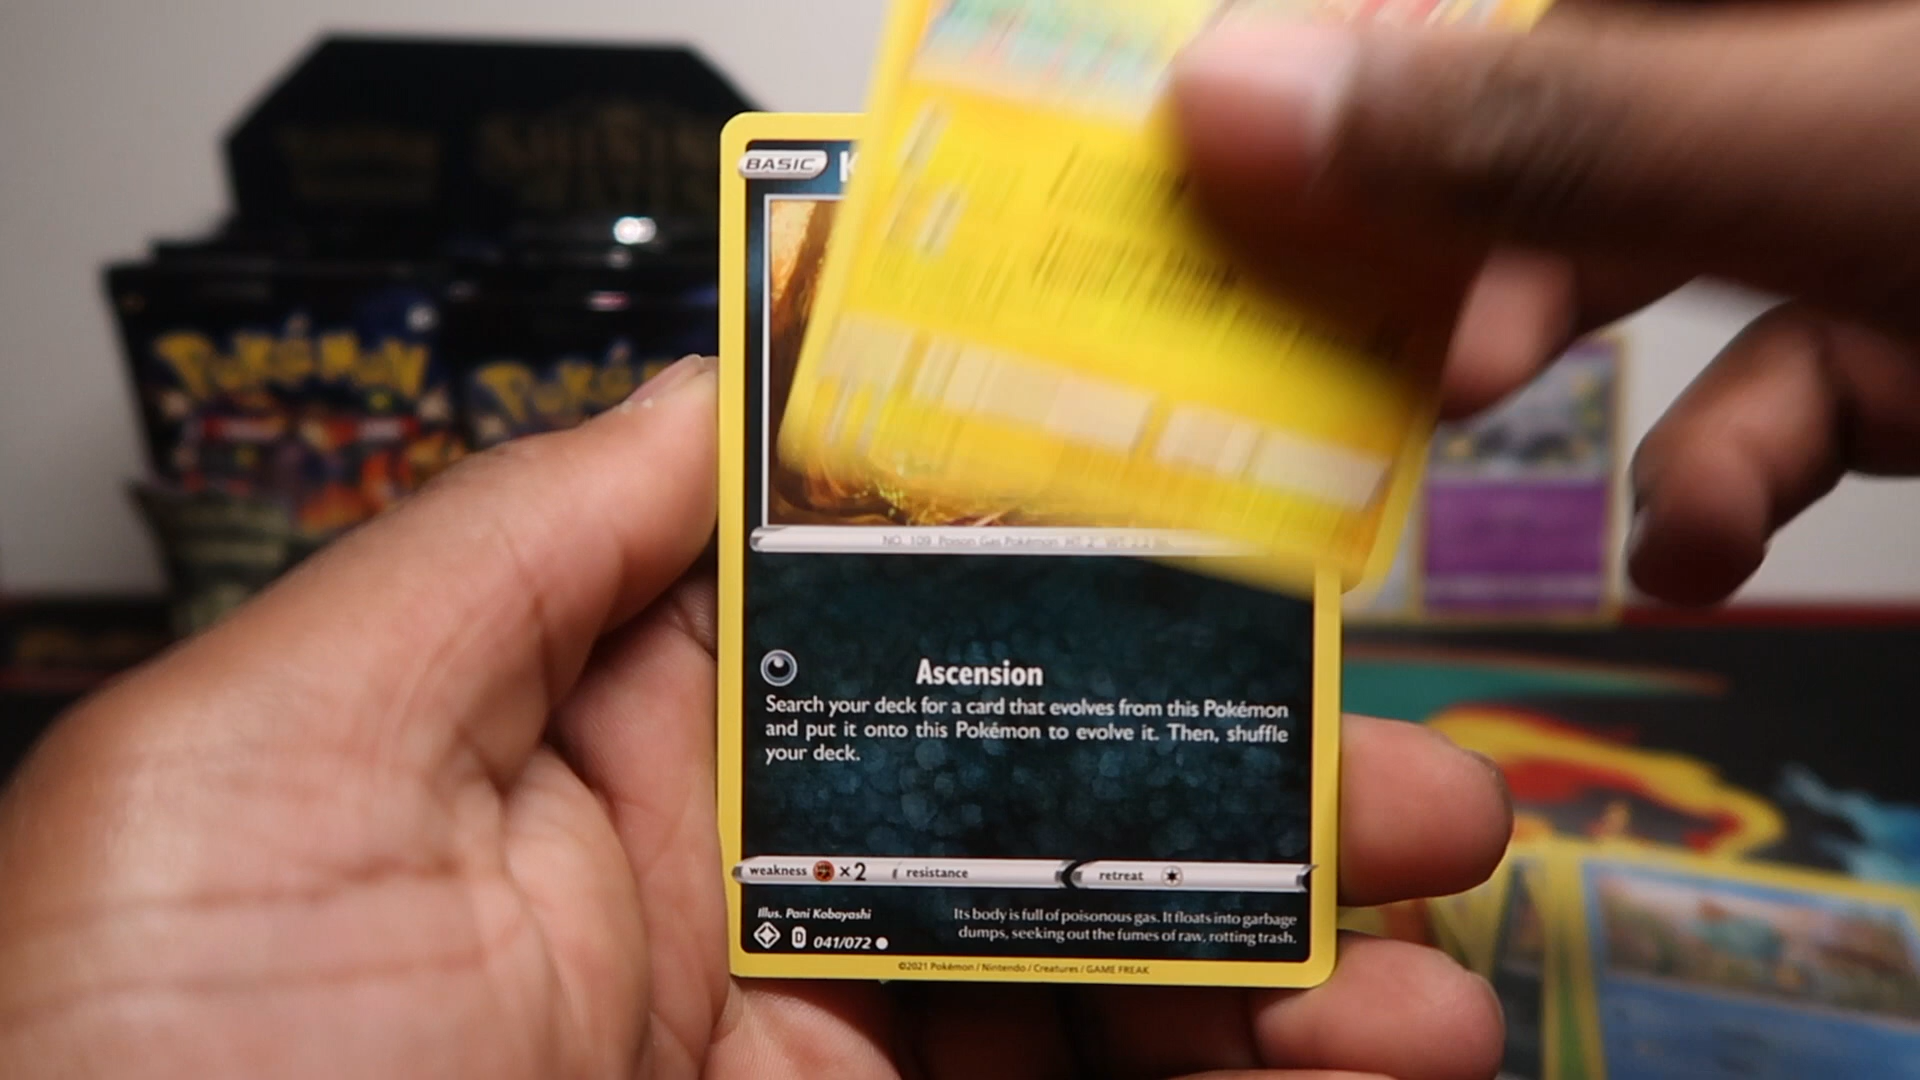 Pokémon
Poké
BASIC K
NO. 109 Poison Gas Pokémon HT: 2' WT: 2.2
Ascension
Search your deck for a card that evolves from this Pokémon
and put it onto this Pokémon to evolve it. Then, shuffle
your deck.
weakness ×2 resistance retreat
Illus. Pani Kobayashi
Its body is full of poisonous gas. It floats into garbage
dumps, seeking out the fumes of raw, rotting trash.
D 041/072
©2021 Pokémon / Nintendo / Creatures / GAME FREAK